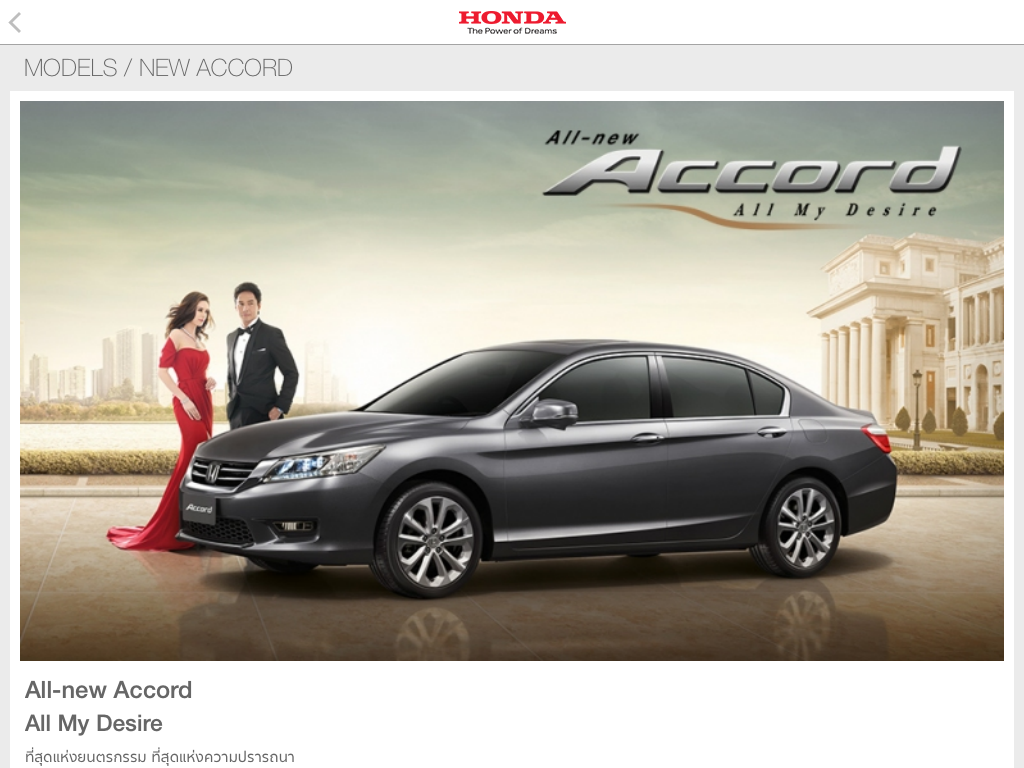 HONDA
The Power of Dreams
MODELS / NEW ACCORD
All-new
Accord
All My Desire
Accord
All-new Accord
All My Desire
ที่สุดแห่งยนตรกรรม ที่สุดแห่งความปรารถนา